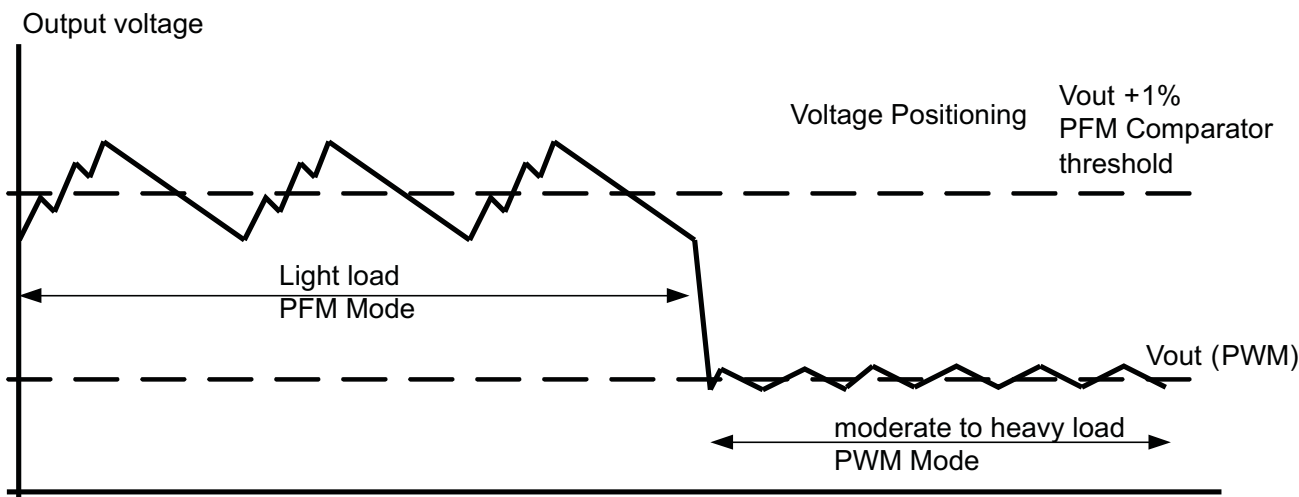 Output voltage
Voltage Positioning
Vout +1%
PFM Comparator
threshold
Light load
PFM Mode
Vout (PWM)
moderate to heavy load
PWM Mode